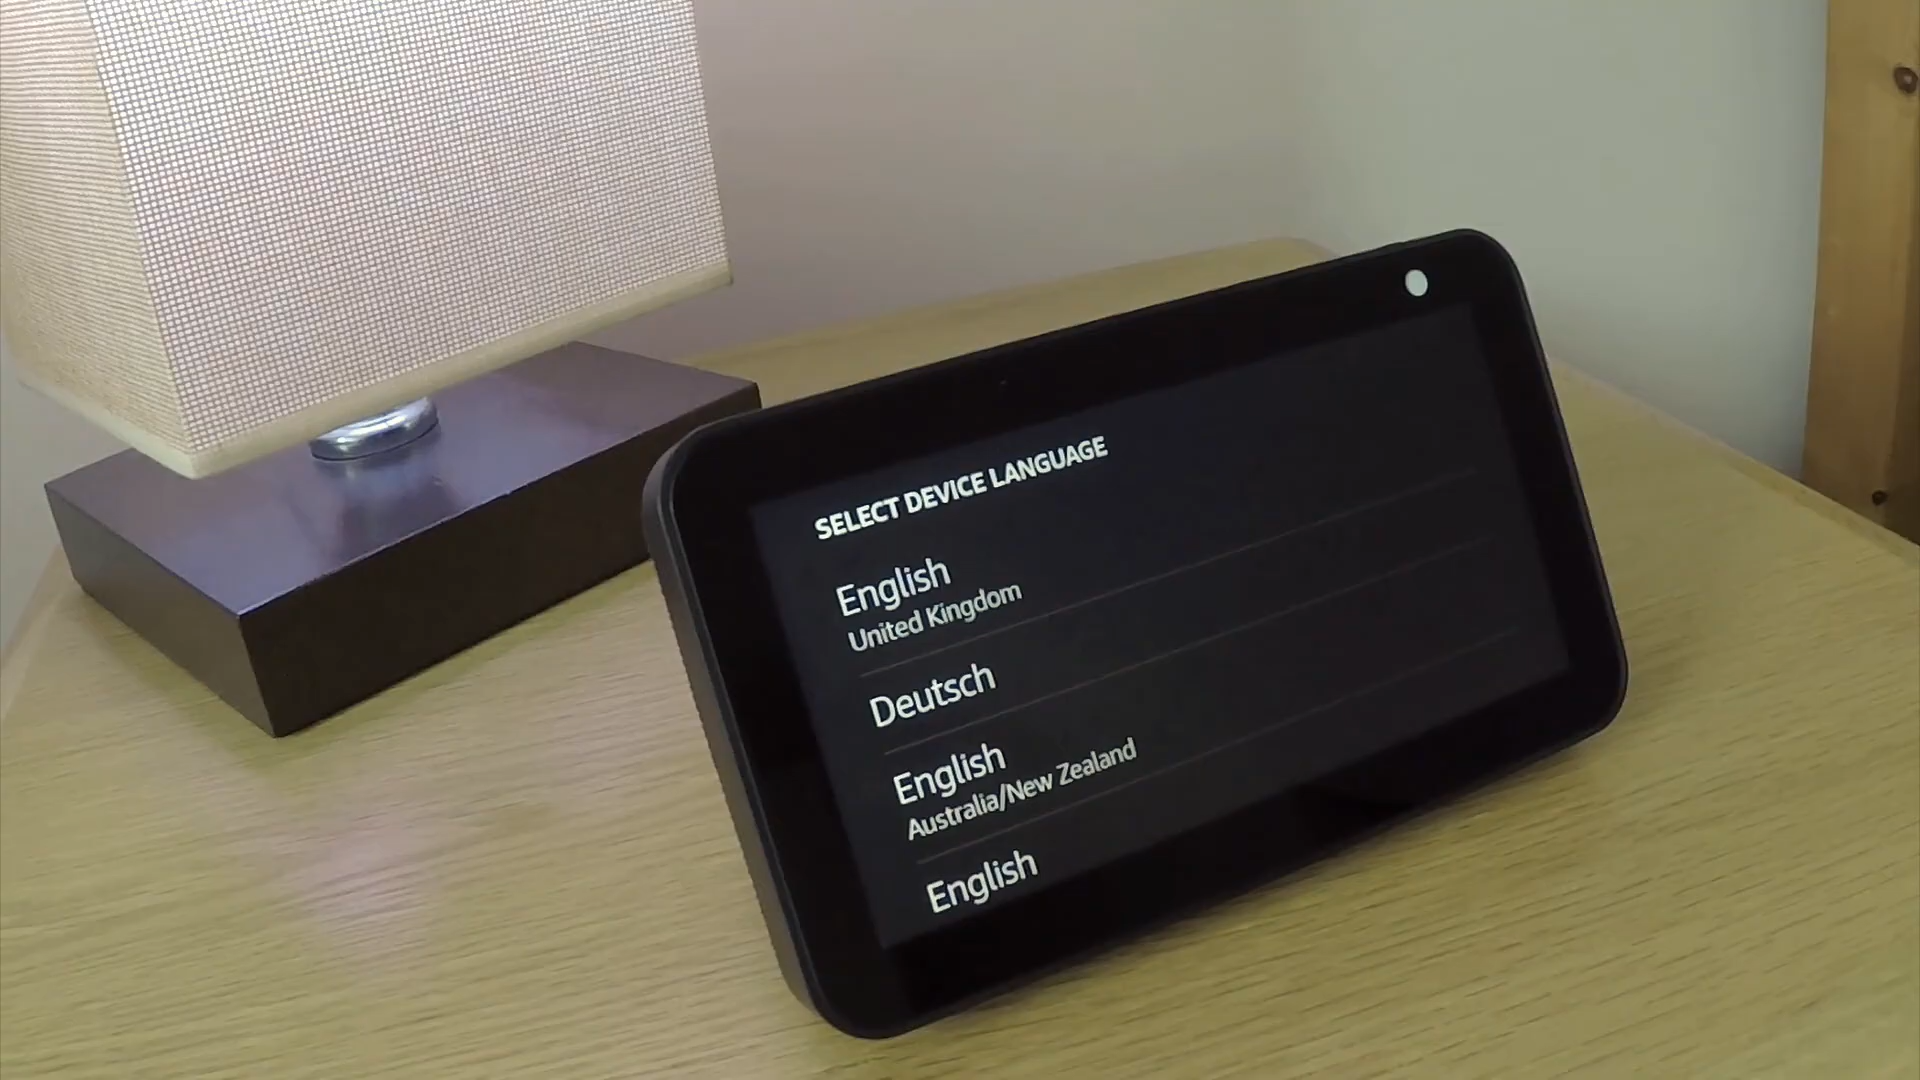 SELECT DEVICE LANGUAGE
English
United Kingdom
Deutsch
English
Australia/New Zealand
English